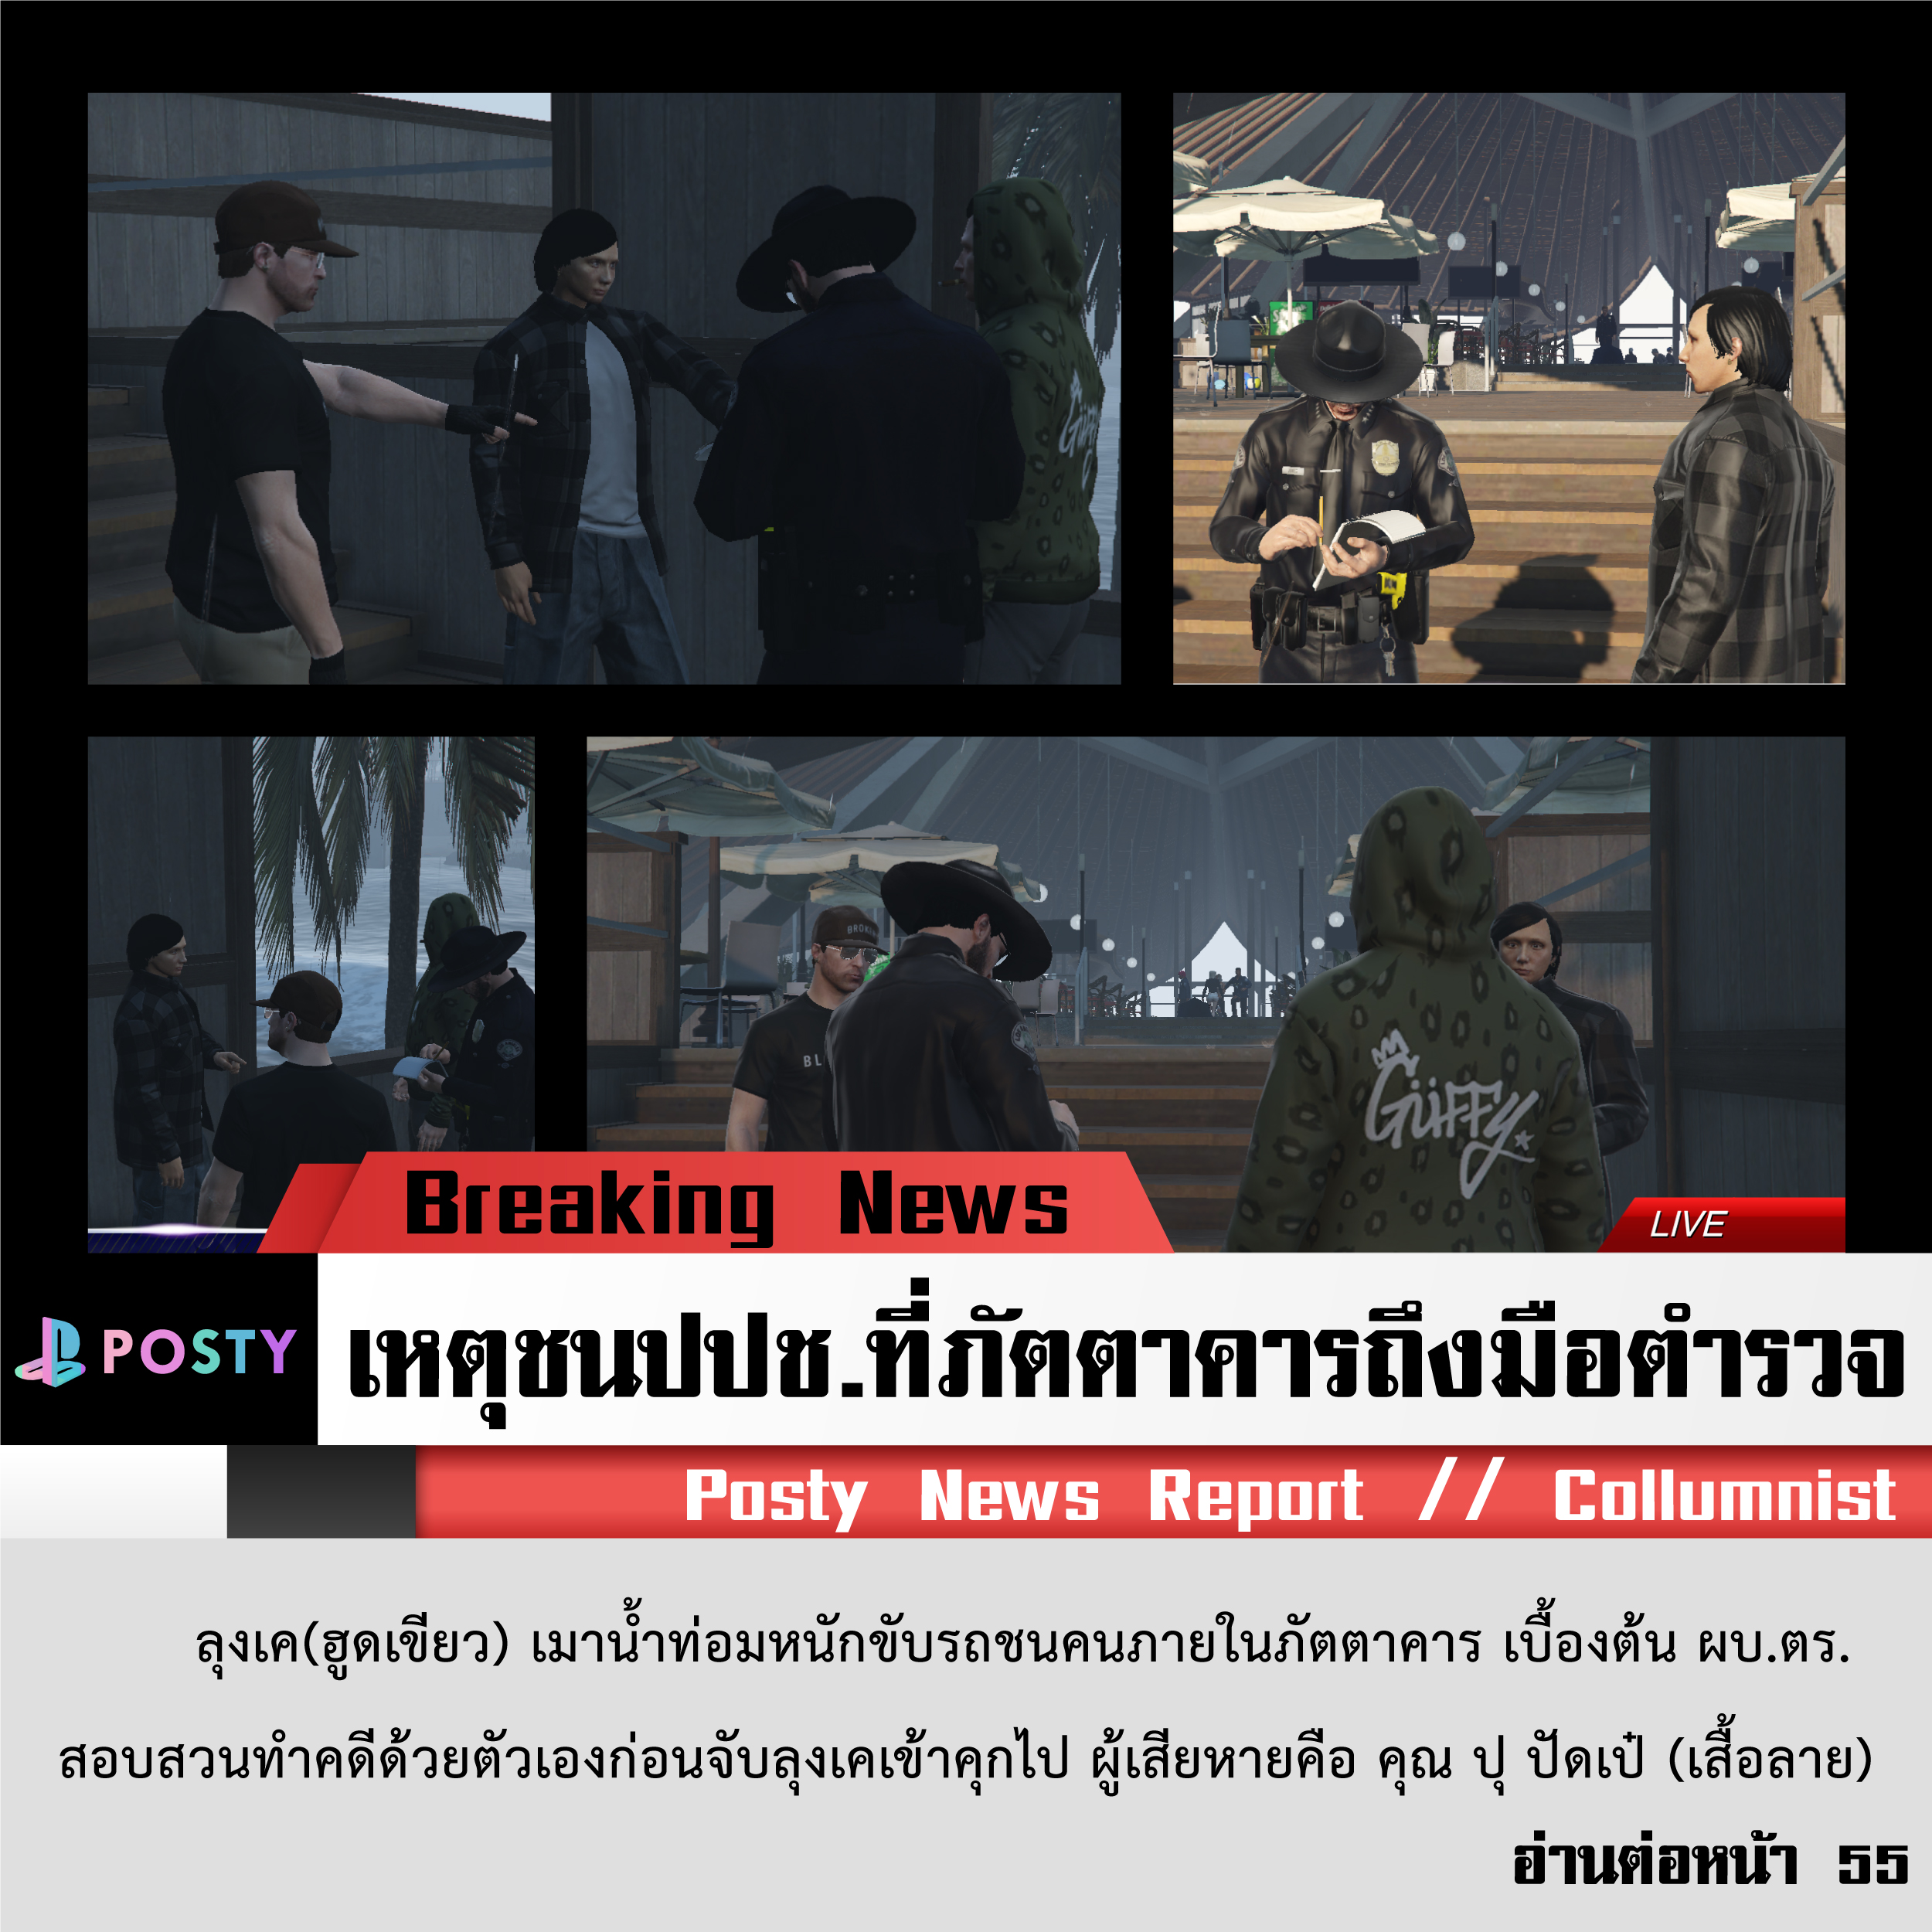 GÜFFY
BL
Breaking News
LIVE
POSTY
เหตุชนปปช.ที่ภัตตาคารถึงมือตำรวจ
Posty News Report // Collumnist
ลุงเค(ฮูดเขียว) เมาน้ำท่อมหนักขับรถชนคนภายในภัตตาคาร เบื้องต้น ผบ.ตร.
สอบสวนทำคดีด้วยตัวเองก่อนจับลุงเคเข้าคุกไป ผู้เสียหายคือ คุณ ปุ ปัดเป๋ (เสื้อลาย)
อ่านต่อหน้า 55